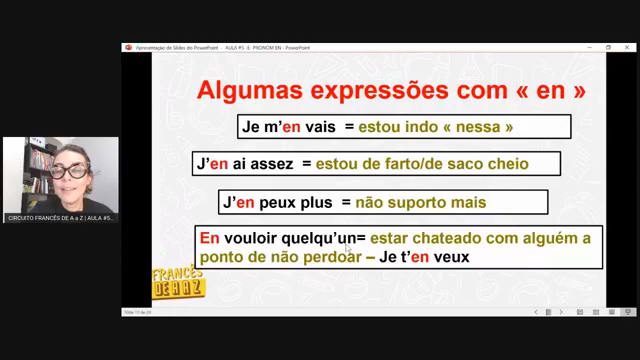 Apresentação de Slides do PowerPoint - AULA #5 :E PRONOM EN - PowerPoint
Algumas expressões com « en »
Je m'en vais = estou indo « nessa »
J'en ai assez = estou de farto/de saco cheio
J'en peux plus = não suporto mais
En vouloir quelqu'un= estar chateado com alguém a
ponto de não perdoar – Je t'en veux
FRANCÊS
DE A a Z
CIRCUITO FRANCÊS DE A a Z | AULA #5...